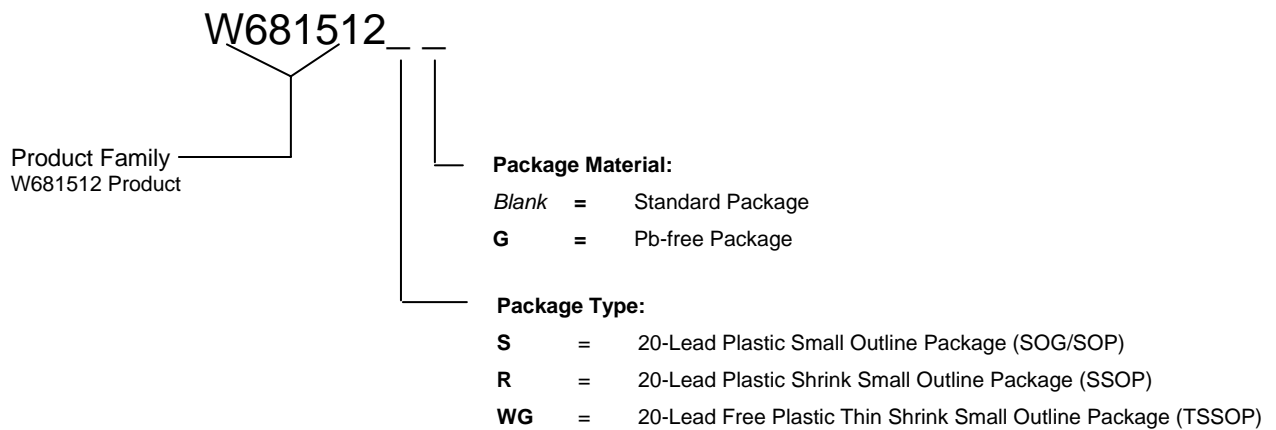 W681512_ _
Product Family
W681512 Product
Package Material:
Blank = Standard Package
G = Pb-free Package
Package Type:
S = 20-Lead Plastic Small Outline Package (SOG/SOP)
R = 20-Lead Plastic Shrink Small Outline Package (SSOP)
WG = 20-Lead Free Plastic Thin Shrink Small Outline Package (TSSOP)